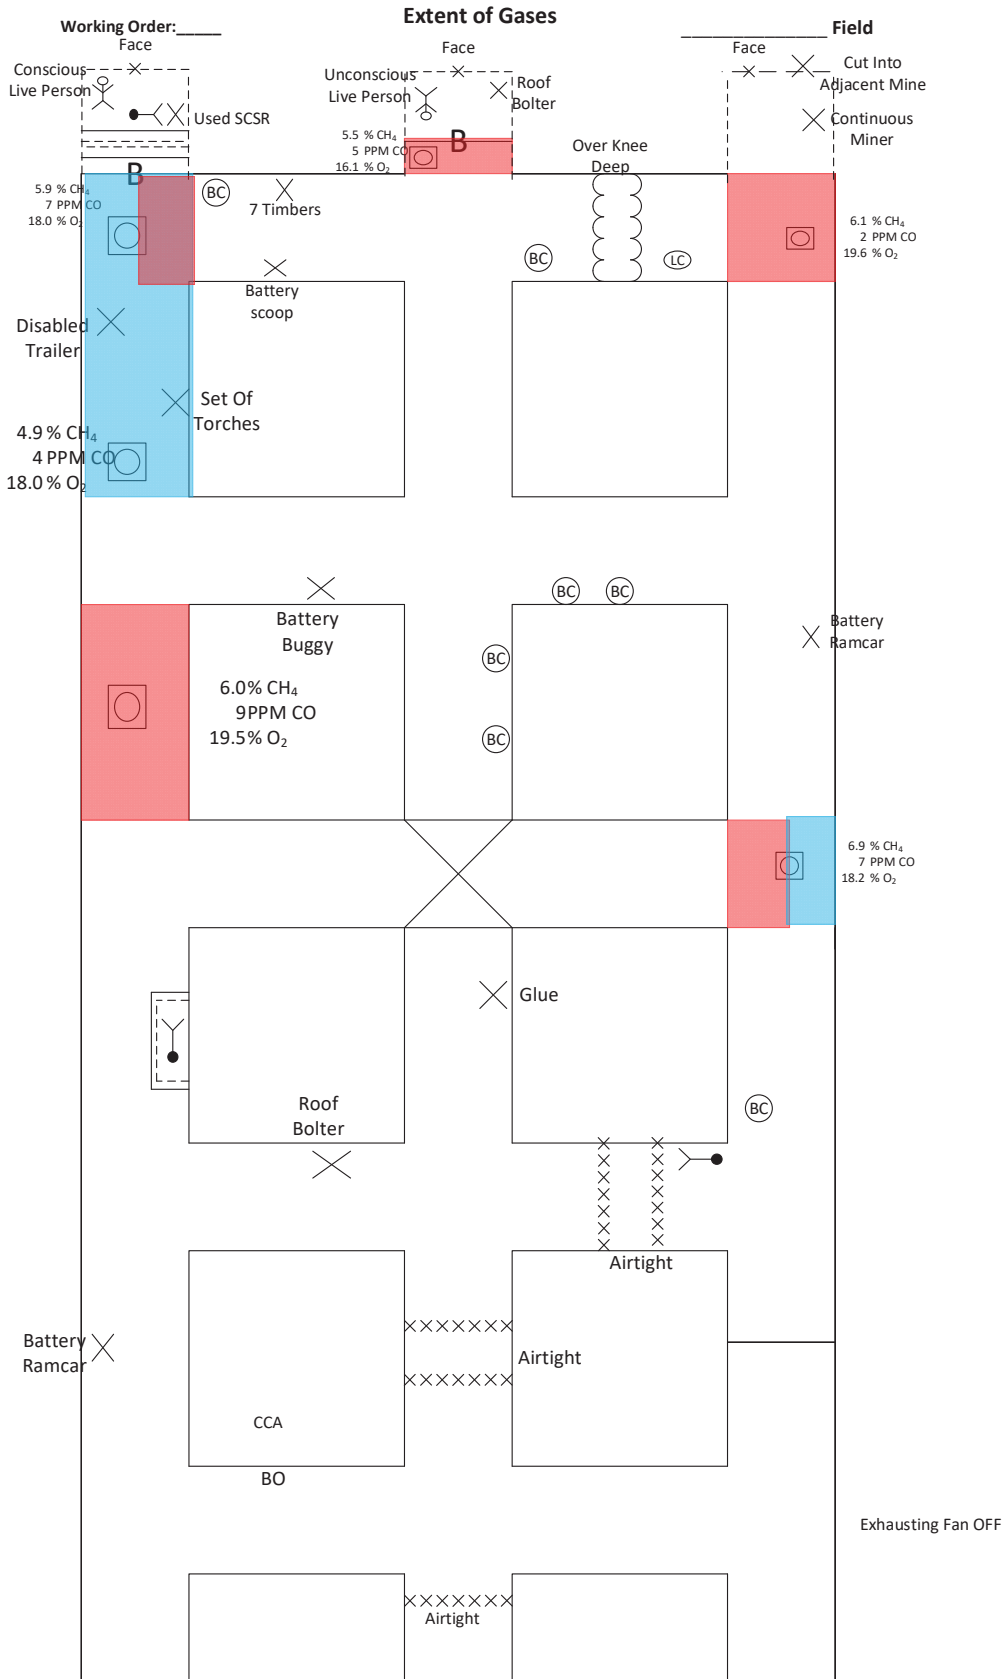 Extent of Gases
Working Order:_____
_______________ Field
Face
Face
Face
Conscious
Live Person
Unconscious
Live Person
Roof
Bolter
Cut Into
Adjacent Mine
Used SCSR
Continuous
Miner
5.5 % CH4
5 PPM CO
16.1 % O2
B
B
Over Knee
Deep
5.9 % CH4
7 PPM CO
18.0 % O2
BC
7 Timbers
6.1 % CH4
2 PPM CO
19.6 % O2
BC
LC
Battery
scoop
Disabled
Trailer
Set Of
Torches
4.9 % CH4
4 PPM CO
18.0 % O2
BC
BC
Battery
Buggy
Battery
Ramcar
BC
6.0% CH4
9PPM CO
19.5% O2
BC
6.9 % CH4
7 PPM CO
18.2 % O2
Glue
Roof
Bolter
BC
Airtight
Battery
Ramcar
Airtight
CCA
BO
Exhausting Fan OFF
Airtight